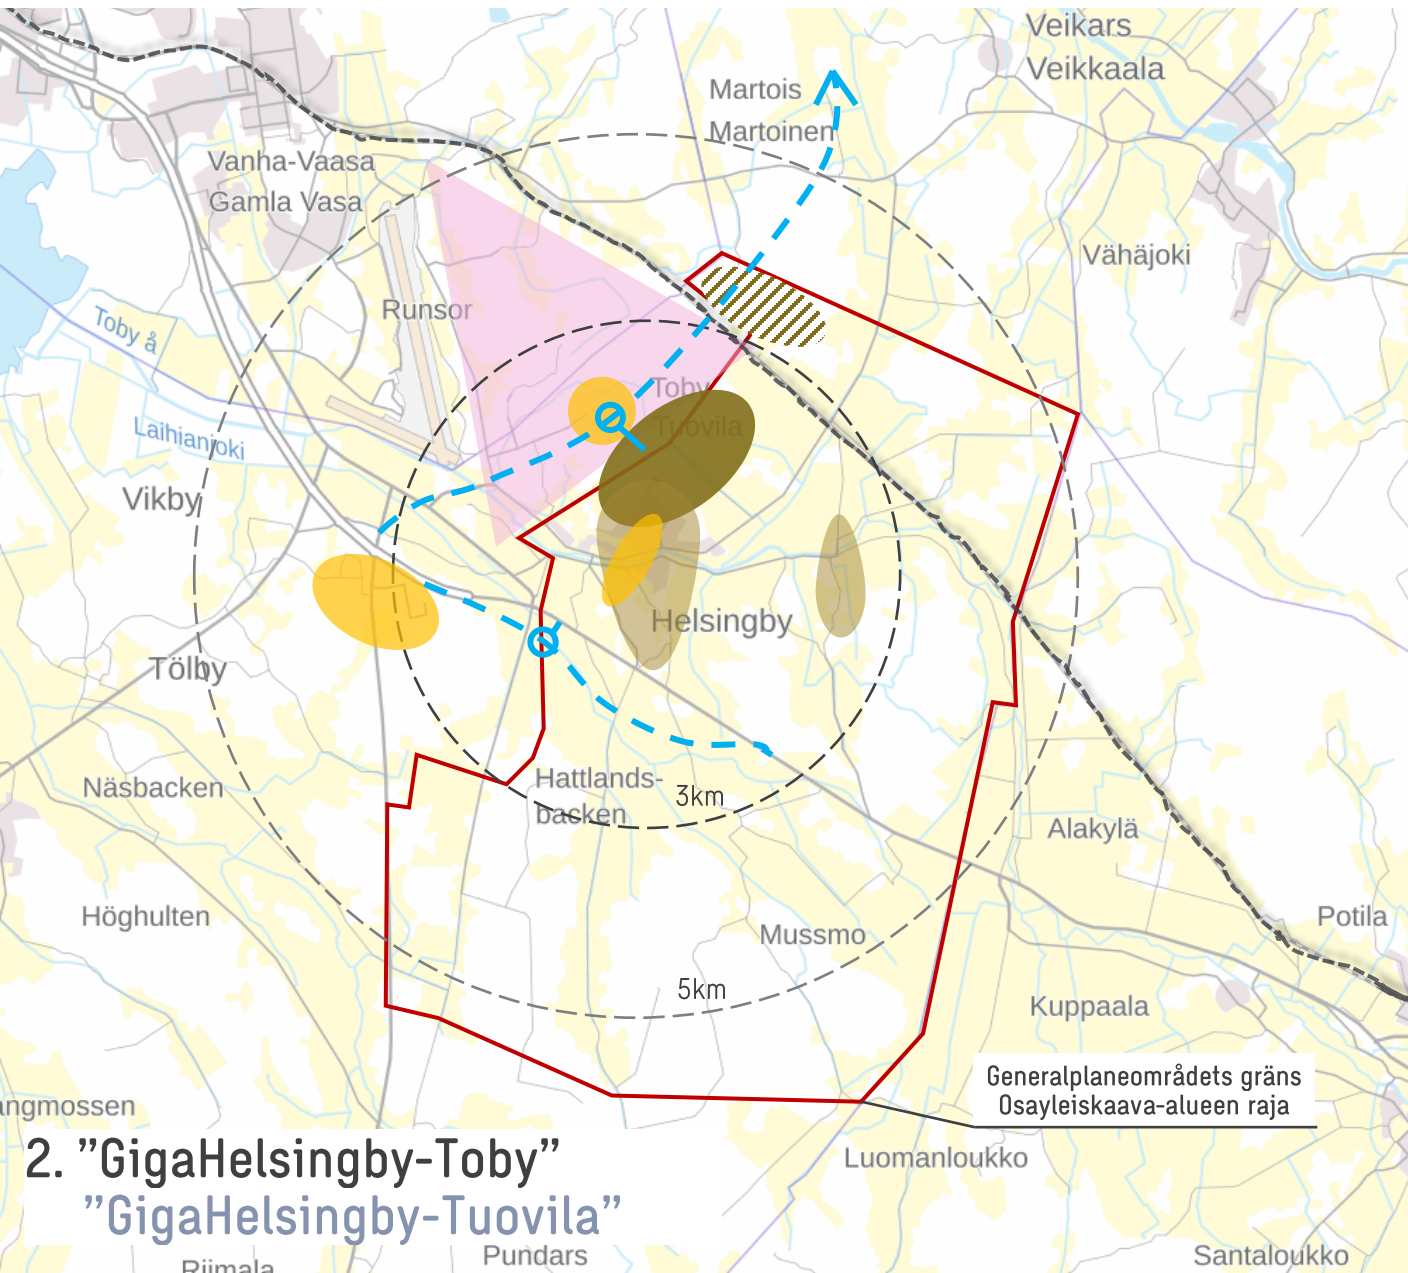 Veikars
Veikkaala
Martois
Martoinen
Vanha-Vaasa
Gamla Vasa
Vähäjoki
Runsor
Toby å
Toby
Tuovila
Laihianjoki
Vikby
Helsingby
Tölby
Hattlands-
backen
3km
Näsbacken
Alakylä
Höghulten
Potila
Mussmo
5km
Kuppaala
Generalplaneområdets gräns
Osayleiskaava-alueen raja
angmossen
2. ”GigaHelsingby-Toby”
”GigaHelsingby-Tuovila”
Luomanloukko
Pundars
Santaloukko
Riimala